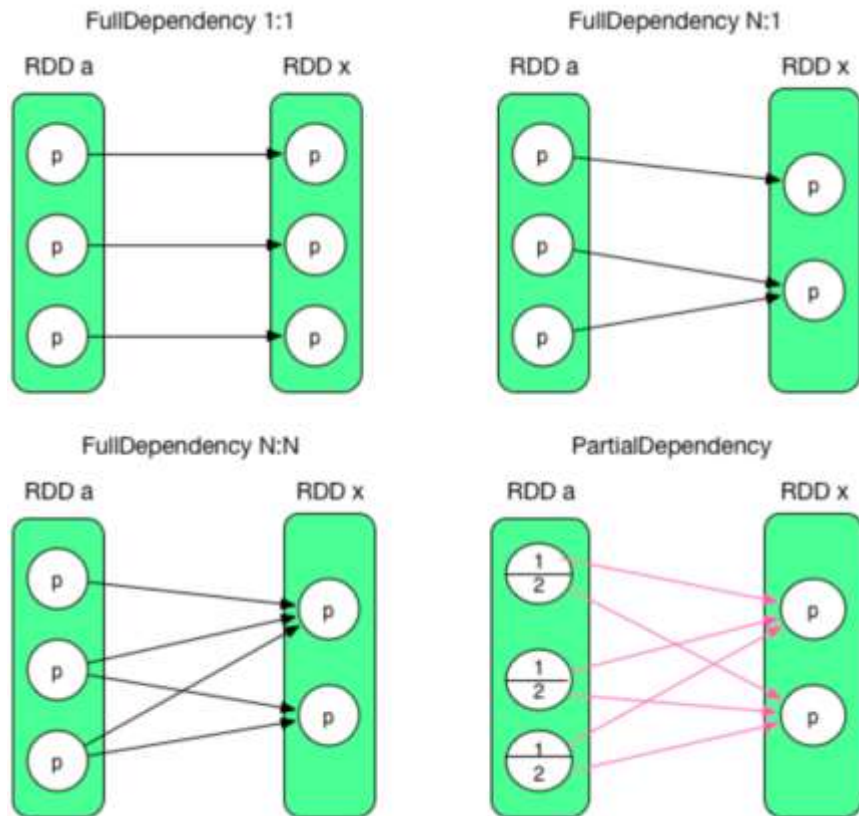 FullDependency 1:1
RDD a
RDD x
p
p
p
p
p
p
FullDependency N:1
RDD a
RDD x
p
p
p
p
p
FullDependency N:N
RDD a
RDD x
p
p
p
p
p
PartialDependency
RDD a
RDD x
1
2
1
2
1
2
p
p